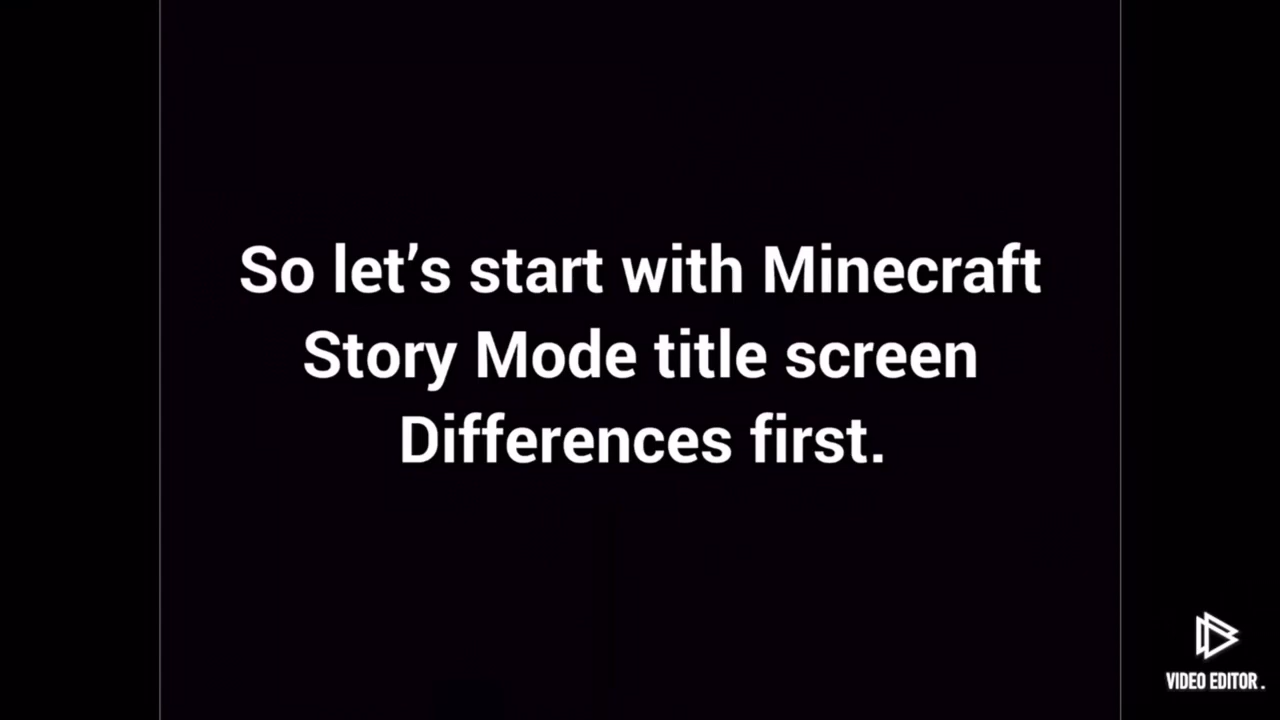 So let’s start with Minecraft
Story Mode title screen
Differences first.
VIDEO EDITOR.